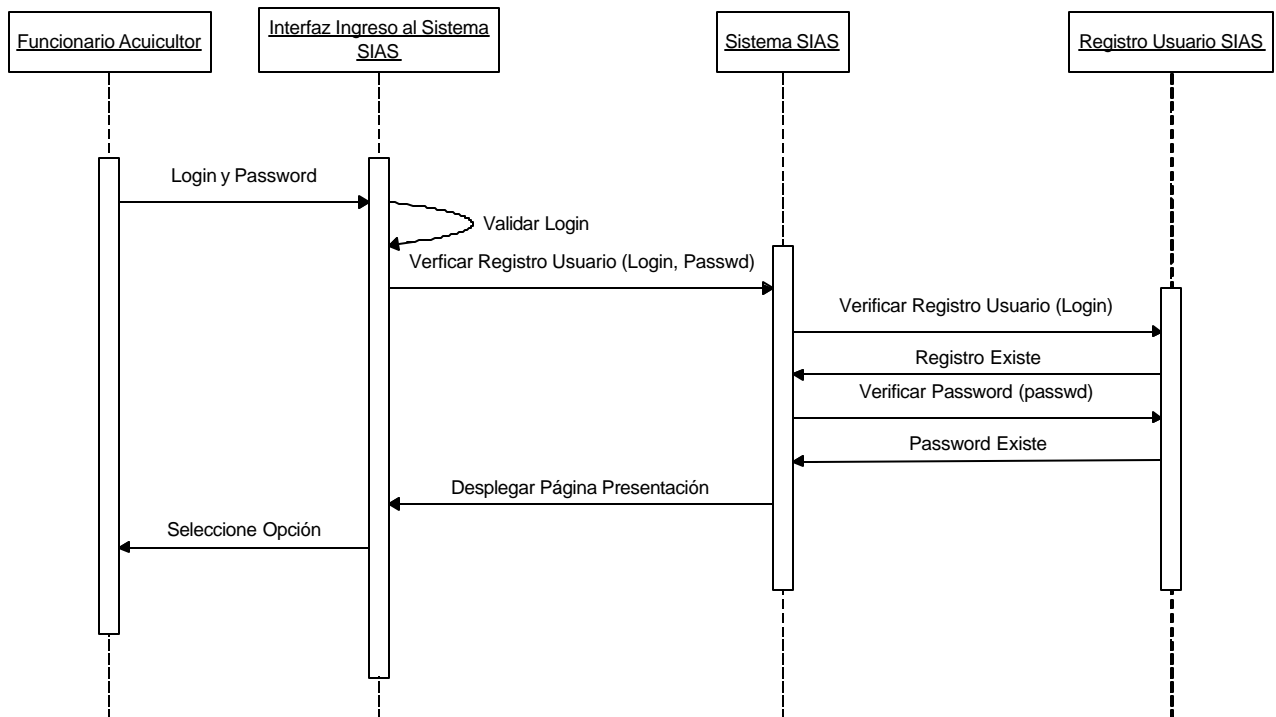 Funcionario Acuicultor
Interfaz Ingreso al Sistema
SIAS
Sistema SIAS
Registro Usuario SIAS
Login y Password
Validar Login
Verficar Registro Usuario (Login, Passwd)
Verificar Registro Usuario (Login)
Registro Existe
Verificar Password (passwd)
Password Existe
Desplegar Página Presentación
Seleccione Opción